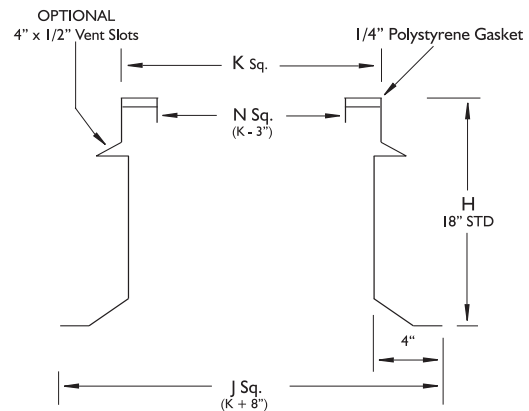 OPTIONAL
4” x 1/2” Vent Slots
1/4” Polystyrene Gasket
K Sq.
N Sq.
(K - 3”)
H
18” STD
4“
J Sq.
(K + 8”)